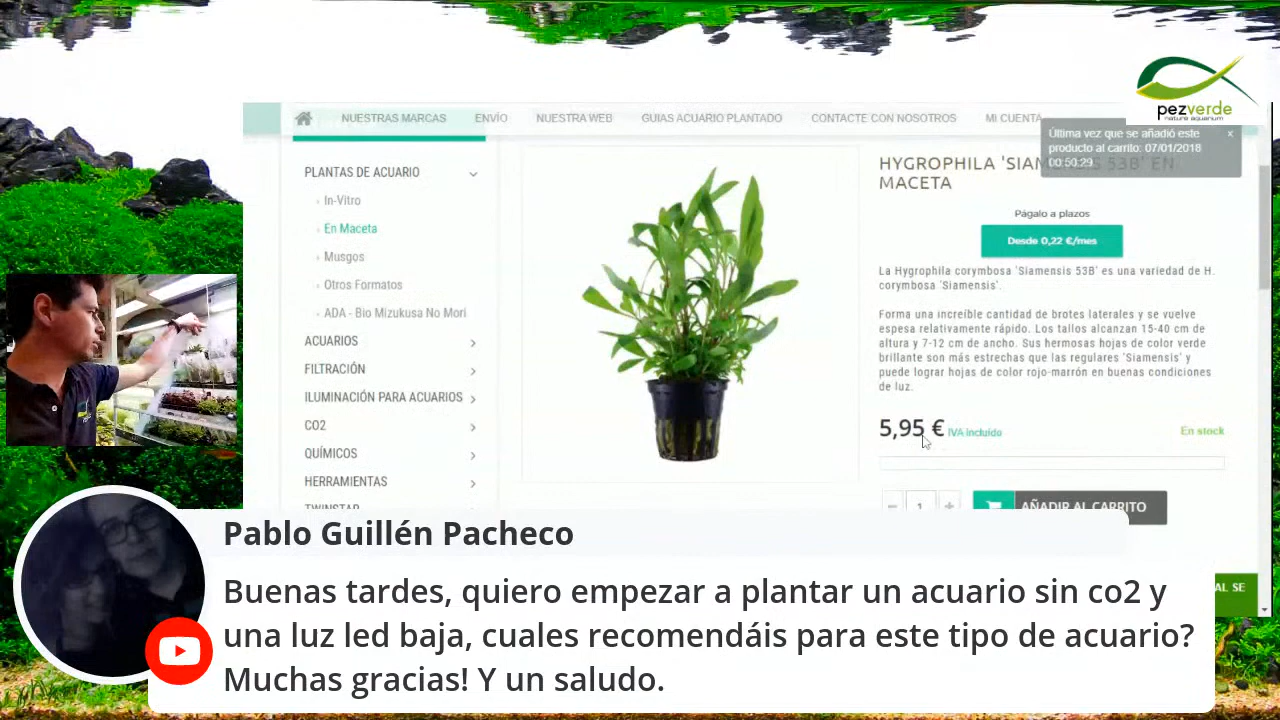 pezverde
nature aquarium
NUESTRAS MARCAS
ENVÍO
NUESTRA WEB
GUIAS ACUARIO PLANTADO
CONTACTE CON NOSOTROS
MI CUENTA
Última vez que se añadió este
producto al carrito: 07/01/2018
00:50:29
x
PLANTAS DE ACUARIO
In-Vitro
En Maceta
Musgos
Otros Formatos
ADA - Bio Mizukusa No Mori
ACUARIOS
FILTRACIÓN
ILUMINACIÓN PARA ACUARIOS
CO2
QUÍMICOS
HERRAMIENTAS
TWINSTAR
HYGROPHILA 'SIAMENSIS 53B' EN
MACETA
Págalo a plazos
Desde 0,22 €/mes
La Hygrophila corymbosa 'Siamensis 53B' es una variedad de H.
corymbosa 'Siamensis'.
Forma una increíble cantidad de brotes laterales y se vuelve
espesa relativamente rápido. Los tallos alcanzan 15-40 cm de
altura y 7-12 cm de ancho. Sus hermosas hojas de color verde
brillante son más estrechas que las regulares 'Siamensis' y
puede lograr hojas de color rojo-marrón en buenas condiciones
de luz.
5,95 € IVA incluido
En stock
1
AÑADIR AL CARRITO
AL SE
Pablo Guillén Pacheco
Buenas tardes, quiero empezar a plantar un acuario sin co2 y
una luz led baja, cuales recomendáis para este tipo de acuario?
Muchas gracias! Y un saludo.